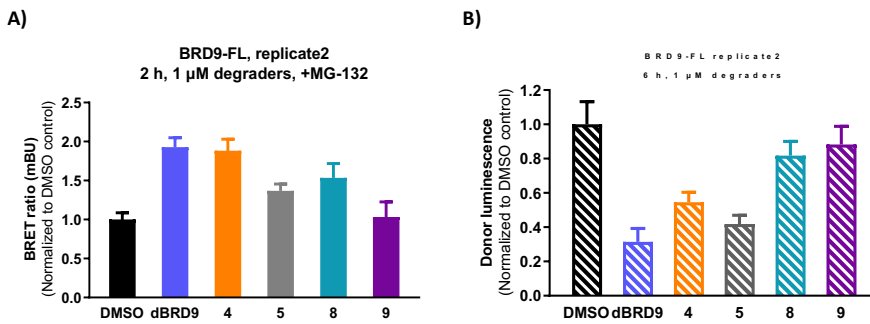 A)
BRD9-FL, replicate2
2 h, 1 µM degraders, +MG-132
BRET ratio (mBU)
(Normalized to DMSO control)
2.5
2.0
1.5
1.0
0.5
0.0
DMSO dBRD9 4 5 8 9
B)
BRD9-FL replicate2
6 h, 1 µM degraders
Donor luminescence
(Normalized to DMSO control)
1.2
1.0
0.8
0.6
0.4
0.2
0.0
DMSO dBRD9 4 5 8 9